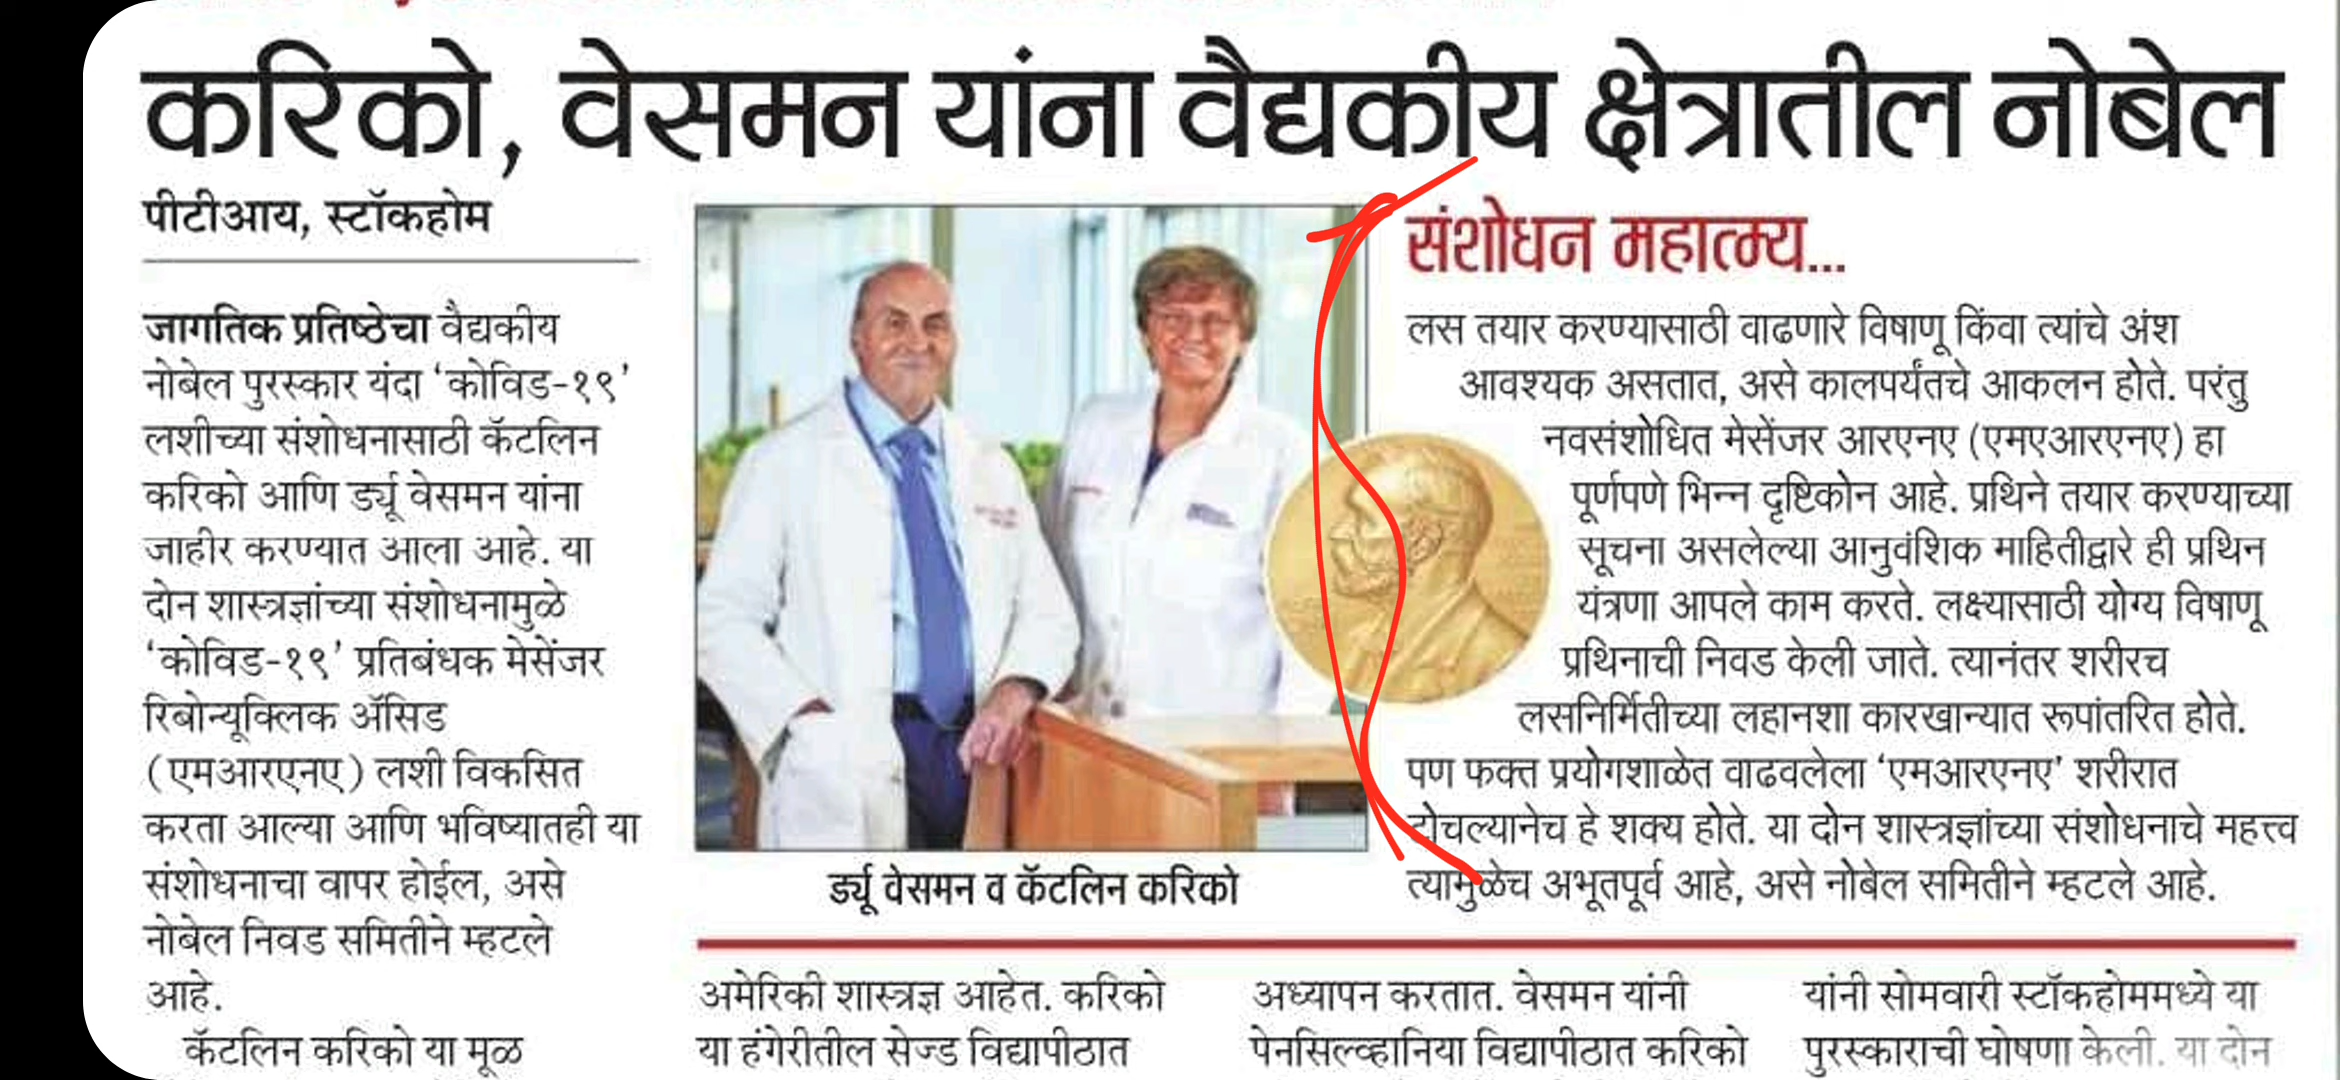 करिको, वेसमन यांना वैद्यकीय क्षेत्रातील नोबेल
पीटीआय, स्टॉकहोम
जागतिक प्रतिष्ठेचा वैद्यकीय
नोबेल पुरस्कार यंदा ‘कोविड-१९’
लशीच्या संशोधनासाठी कॅटलिन
करिको आणि ड्र्यू वेसमन यांना
जाहीर करण्यात आला आहे. या
दोन शास्त्रज्ञांच्या संशोधनामुळे
‘कोविड-१९’ प्रतिबंधक मेसेंजर
रिबोन्यूक्लिक ॲसिड
(एमआरएनए) लशी विकसित
करता आल्या आणि भविष्यातही या
संशोधनाचा वापर होईल, असे
नोबेल निवड समितीने म्हटले
आहे.
कॅटलिन करिको या मूळ
ड्र्यू वेसमन व कॅटलिन करिको
संशोधन महात्म्य...
लस तयार करण्यासाठी वाढणारे विषाणू किंवा त्यांचे अंश
आवश्यक असतात, असे कालपर्यंतचे आकलन होते. परंतु
नवसंशोधित मेसेंजर आरएनए (एमएआरएनए) हा
पूर्णपणे भिन्न दृष्टिकोन आहे. प्रथिने तयार करण्याच्या
सूचना असलेल्या आनुवंशिक माहितीद्वारे ही प्रथिन
यंत्रणा आपले काम करते. लक्ष्यासाठी योग्य विषाणू
प्रथिनाची निवड केली जाते. त्यानंतर शरीरच
लसनिर्मितीच्या लहानशा कारखान्यात रूपांतरित होते.
पण फक्त प्रयोगशाळेत वाढवलेला ‘एमआरएनए’ शरीरात
टोचल्यानेच हे शक्य होते. या दोन शास्त्रज्ञांच्या संशोधनाचे महत्त्व
त्यामुळेच अभूतपूर्व आहे, असे नोबेल समितीने म्हटले आहे.
अमेरिकी शास्त्रज्ञ आहेत. करिको
या हंगेरीतील सेज्ड विद्यापीठात
अध्यापन करतात. वेसमन यांनी
पेनसिल्व्हानिया विद्यापीठात करिको
यांनी सोमवारी स्टॉकहोममध्ये या
पुरस्काराची घोषणा केली. या दोन